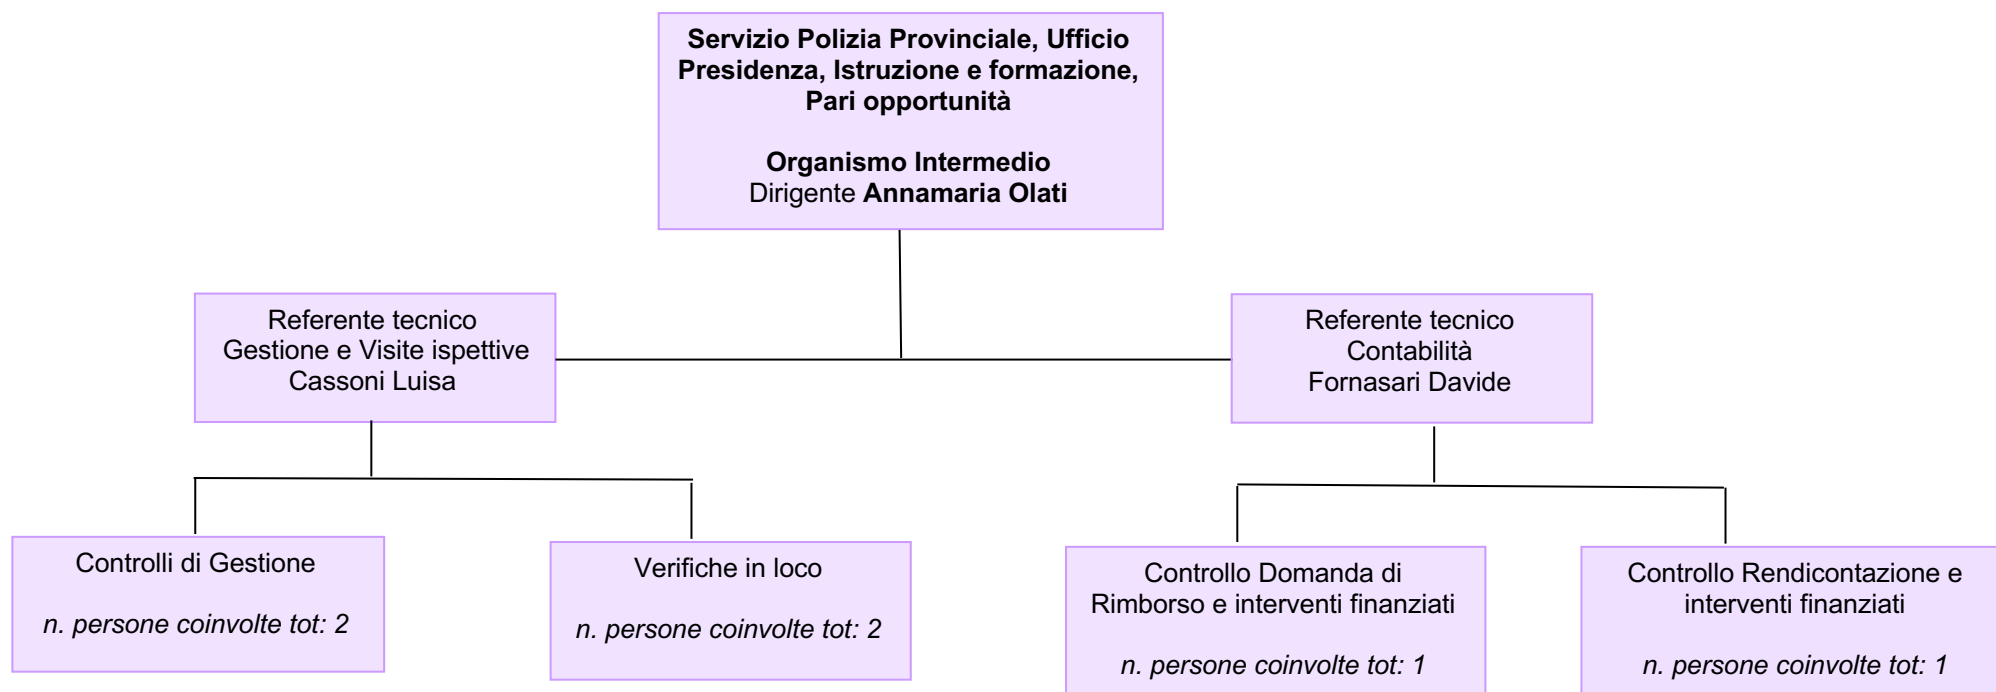 Servizio Polizia Provinciale, Ufficio
Presidenza, Istruzione e formazione,
Pari opportunità
Organismo Intermedio
Dirigente Annamaria Olati
Referente tecnico
Gestione e Visite ispettive
Cassoni Luisa
Referente tecnico
Contabilità
Fornasari Davide
Controlli di Gestione
n. persone coinvolte tot: 2
Verifiche in loco
n. persone coinvolte tot: 2
Controllo Domanda di
Rimborso e interventi finanziati
n. persone coinvolte tot: 1
Controllo Rendicontazione e
interventi finanziati
n. persone coinvolte tot: 1